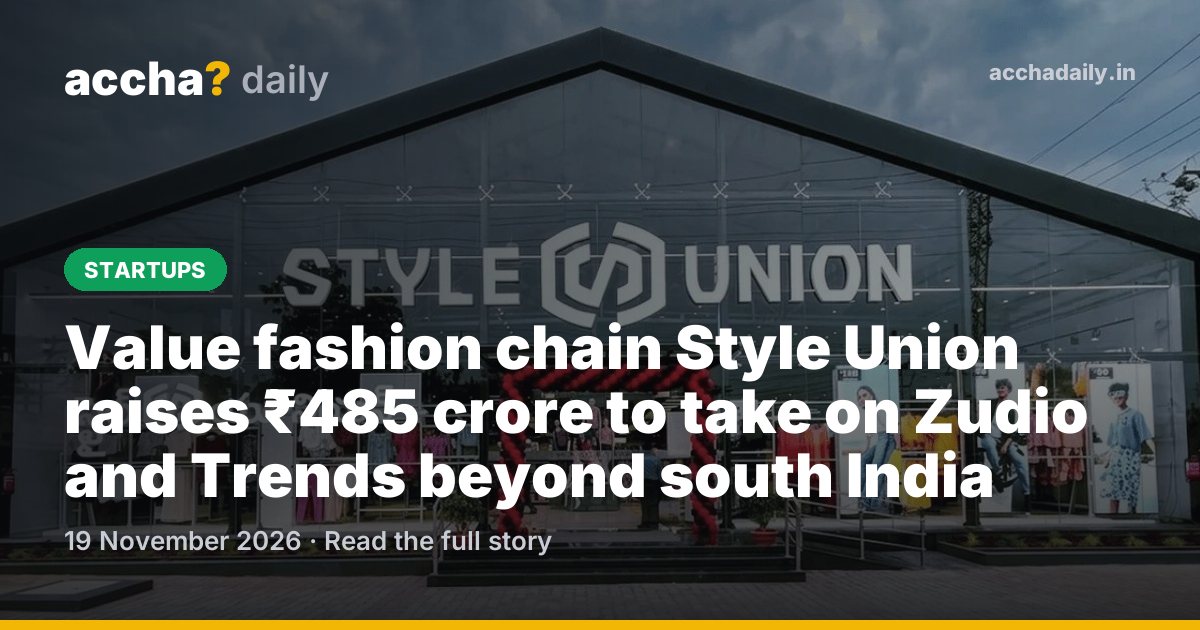 accha? daily
acchadaily.in
STYLE UNION
STARTUPS
Value fashion chain Style Union
raises ₹485 crore to take on Zudio
and Trends beyond south India
19 November 2026 · Read the full story